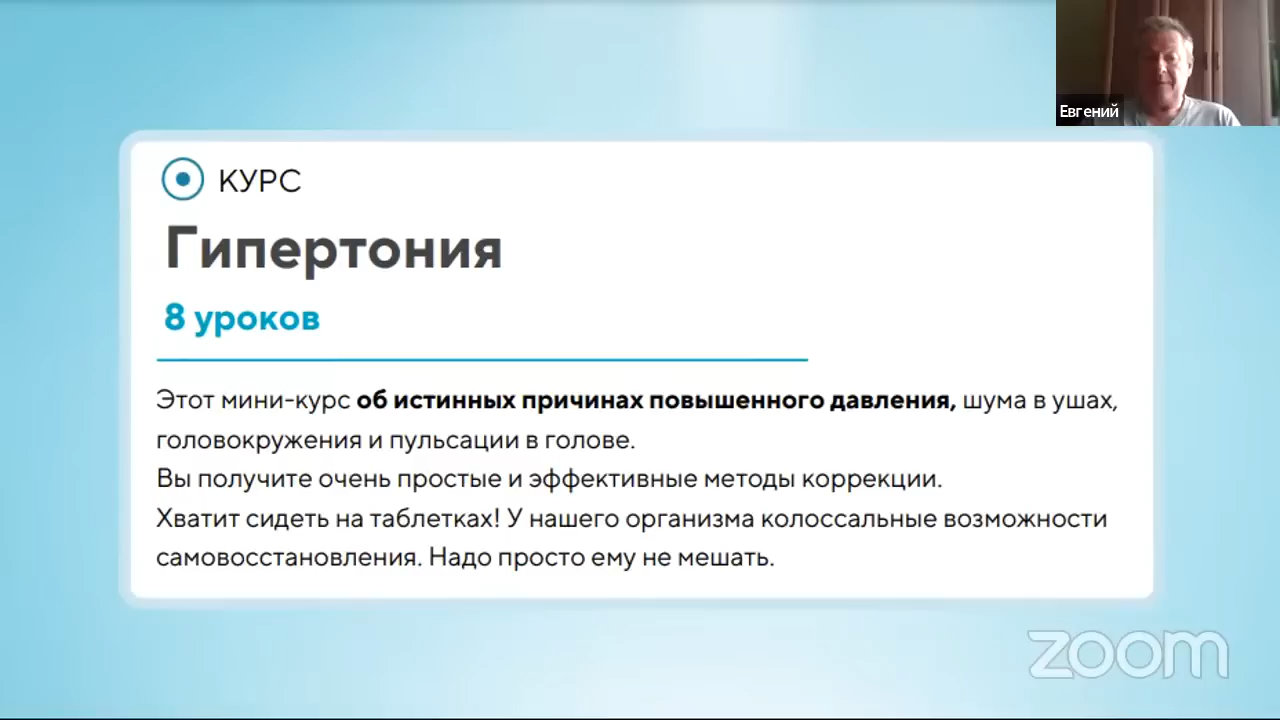 Евгений
КУРС
Гипертония
8 уроков
Этот мини-курс об истинных причинах повышенного давления, шума в ушах,
головокружения и пульсации в голове.
Вы получите очень простые и эффективные методы коррекции.
Хватит сидеть на таблетках! У нашего организма колоссальные возможности
самовосстановления. Надо просто ему не мешать.
zoom